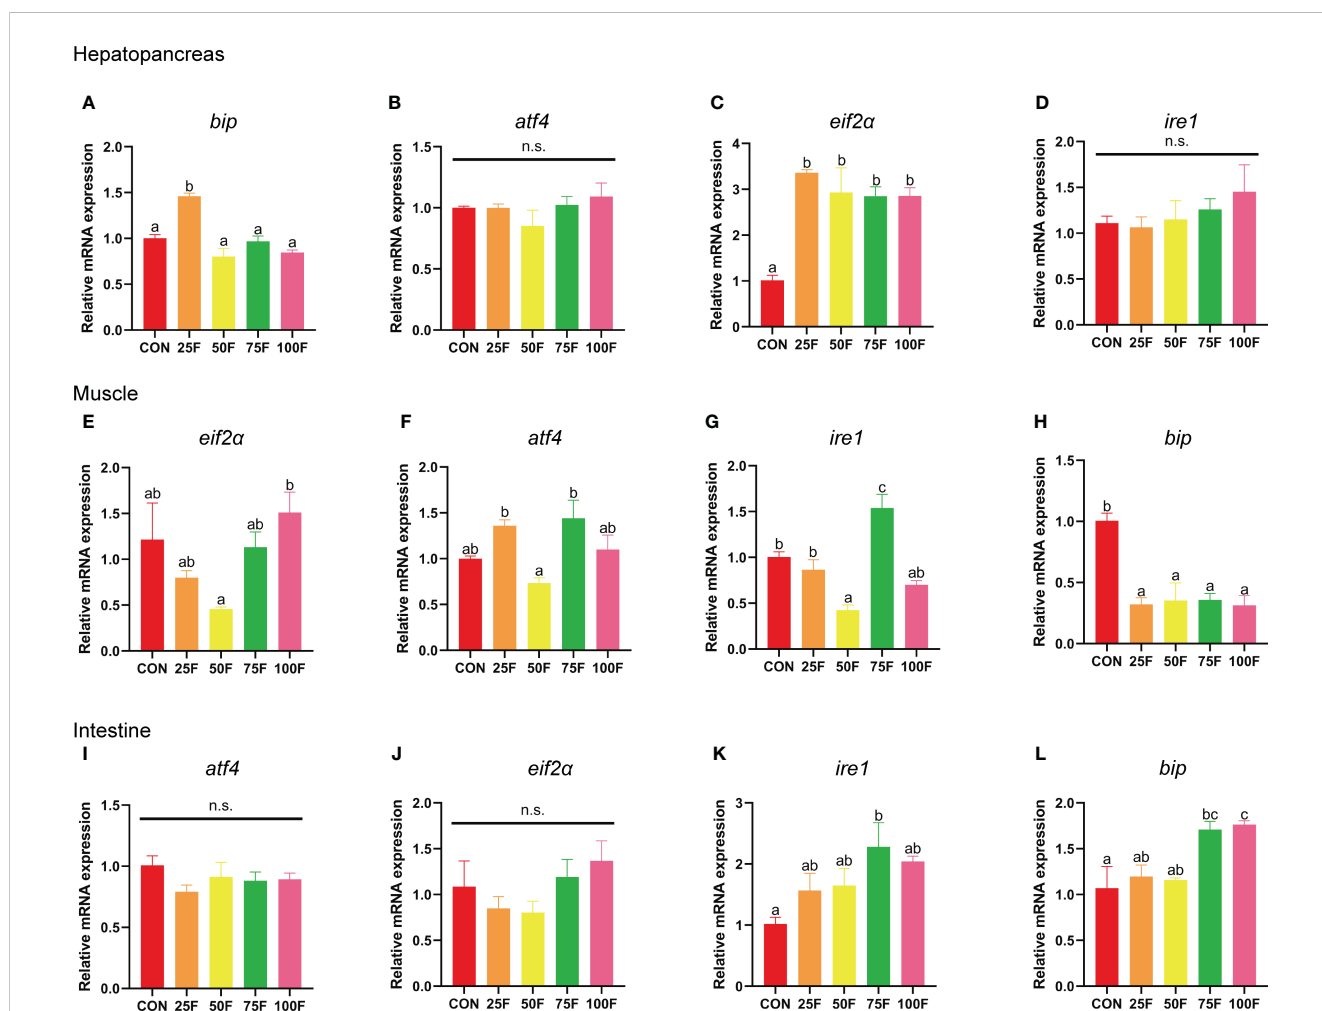 Hepatopancreas
A
bip
Relative mRNA expression
2.0
1.5
1.0
0.5
0.0
a
b
a
a
a
CON 25F 50F 75F 100F
B
atf4
n.s.
Relative mRNA expression
1.5
1.0
0.5
0.0
CON 25F 50F 75F 100F
C
eif2α
Relative mRNA expression
4
3
2
1
0
a
b
b
b
b
CON 25F 50F 75F 100F
D
ire1
n.s.
Relative mRNA expression
2.0
1.5
1.0
0.5
0.0
CON 25F 50F 75F 100F
Muscle
E
eif2α
Relative mRNA expression
2.0
1.5
1.0
0.5
0.0
ab
ab
a
ab
b
CON 25F 50F 75F 100F
F
atf4
Relative mRNA expression
2.0
1.5
1.0
0.5
0.0
ab
b
a
b
ab
CON 25F 50F 75F 100F
G
ire1
Relative mRNA expression
2.0
1.5
1.0
0.5
0.0
b
b
a
c
ab
CON 25F 50F 75F 100F
H
bip
Relative mRNA expression
1.5
1.0
0.5
0.0
b
a
a
a
a
CON 25F 50F 75F 100F
Intestine
I
atf4
n.s.
Relative mRNA expression
1.5
1.0
0.5
0.0
CON 25F 50F 75F 100F
J
eif2α
n.s.
Relative mRNA expression
2.0
1.5
1.0
0.5
0.0
CON 25F 50F 75F 100F
K
ire1
Relative mRNA expression
3
2
1
0
a
ab
ab
b
ab
CON 25F 50F 75F 100F
L
bip
Relative mRNA expression
2.0
1.5
1.0
0.5
0.0
a
ab
ab
bc
c
CON 25F 50F 75F 100F